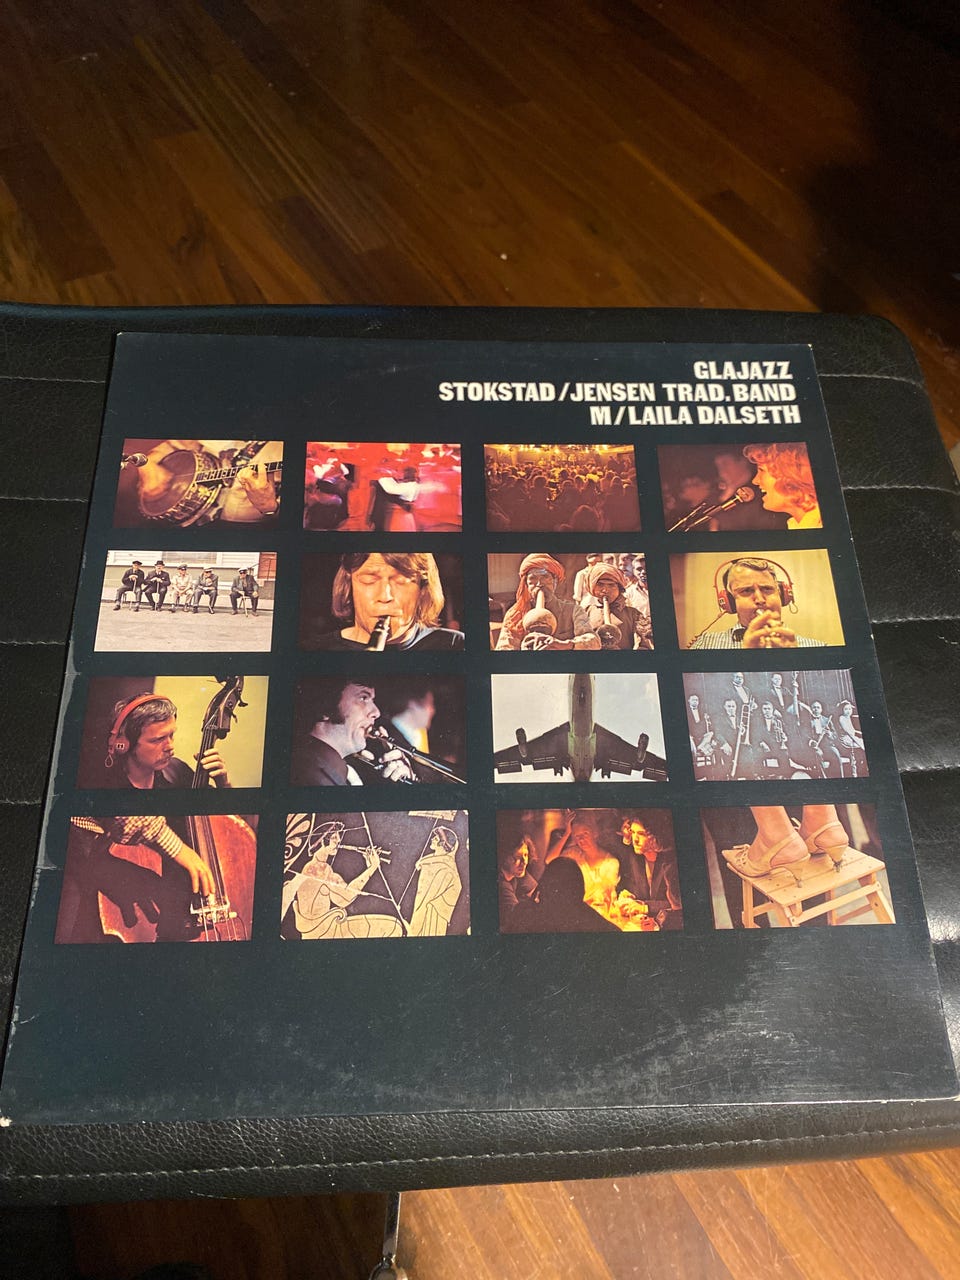 GLAJAZZ
STOKSTAD/JENSEN TRAD.BAND
M/LAILA DALSETH